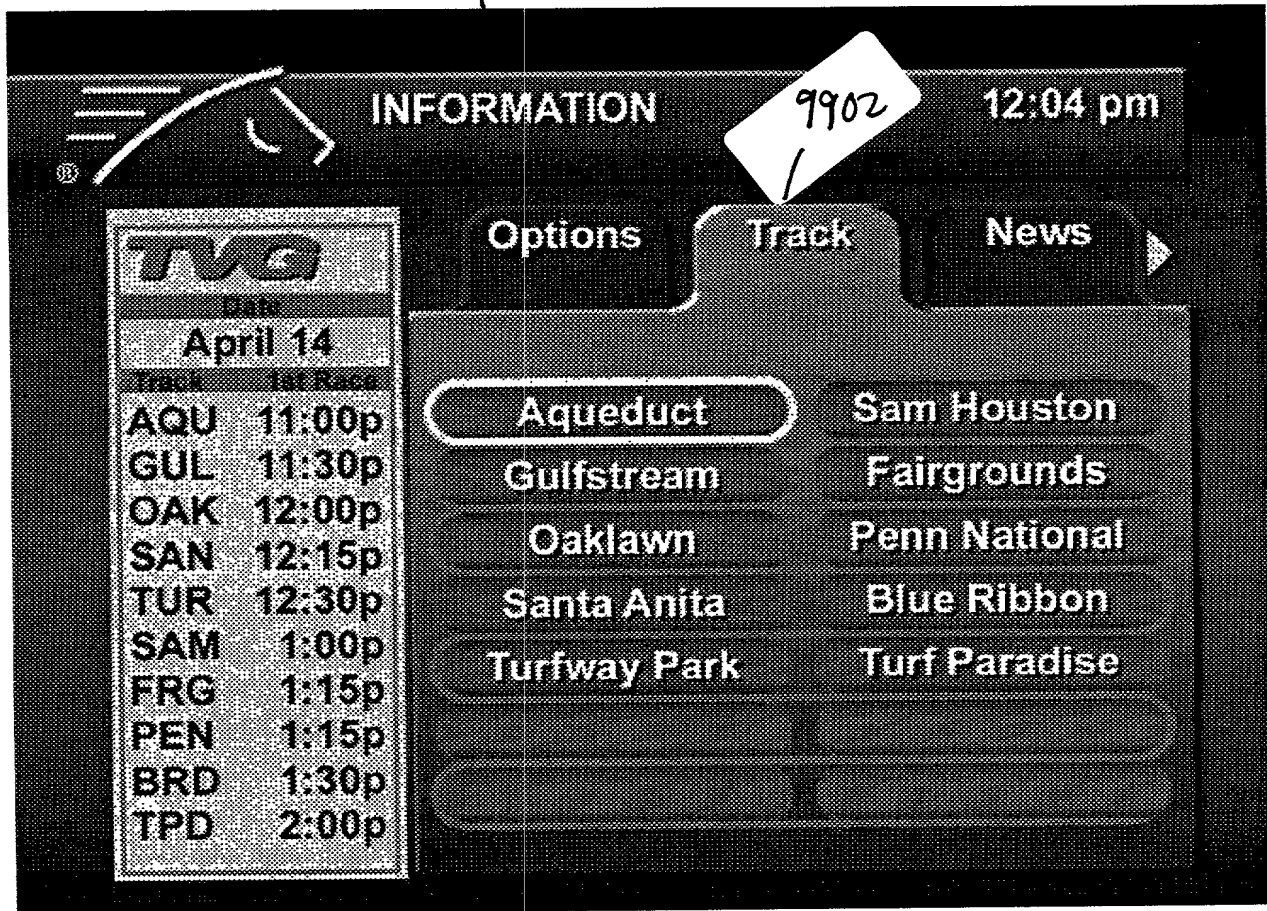 INFORMATION
9902
12:04 pm
®
Options
Track
News
TVG
Date
April 14
Track 1st Race
AQU 11:00p
GUL 11:30p
OAK 12:00p
SAN 12:15p
TUR 12:30p
SAM 1:00p
FRG 1:15p
PEN 1:15p
BRD 1:30p
TPD 2:00p
Aqueduct
Sam Houston
Gulfstream
Fairgrounds
Oaklawn
Penn National
Santa Anita
Blue Ribbon
Turfway Park
Turf Paradise